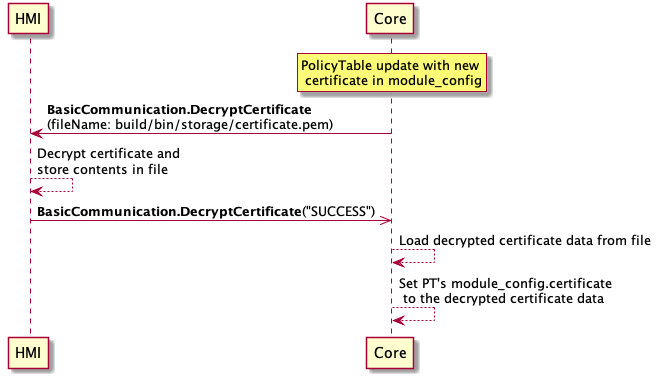 HMI
Core
PolicyTable update with new
certificate in module_config
BasicCommunication.DecryptCertificate
(fileName: build/bin/storage/certificate.pem)
Decrypt certificate and
store contents in file
BasicCommunication.DecryptCertificate("SUCCESS")
Load decrypted certificate data from file
Set PT's module_config.certificate
to the decrypted certificate data
HMI
Core